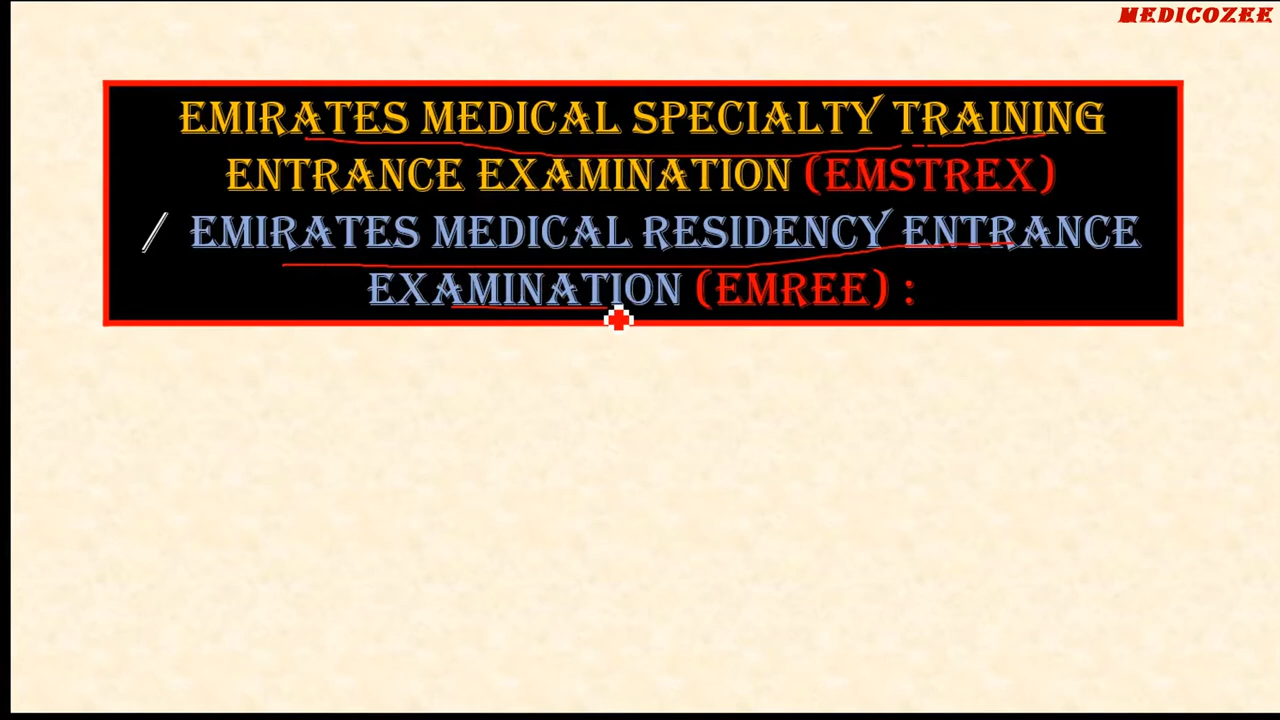 MEDICOZEE
EMIRATES MEDICAL SPECIALTY TRAINING
ENTRANCE EXAMINATION (EMSTREX)
/ EMIRATES MEDICAL RESIDENCY ENTRANCE
EXAMINATION (EMREE) :